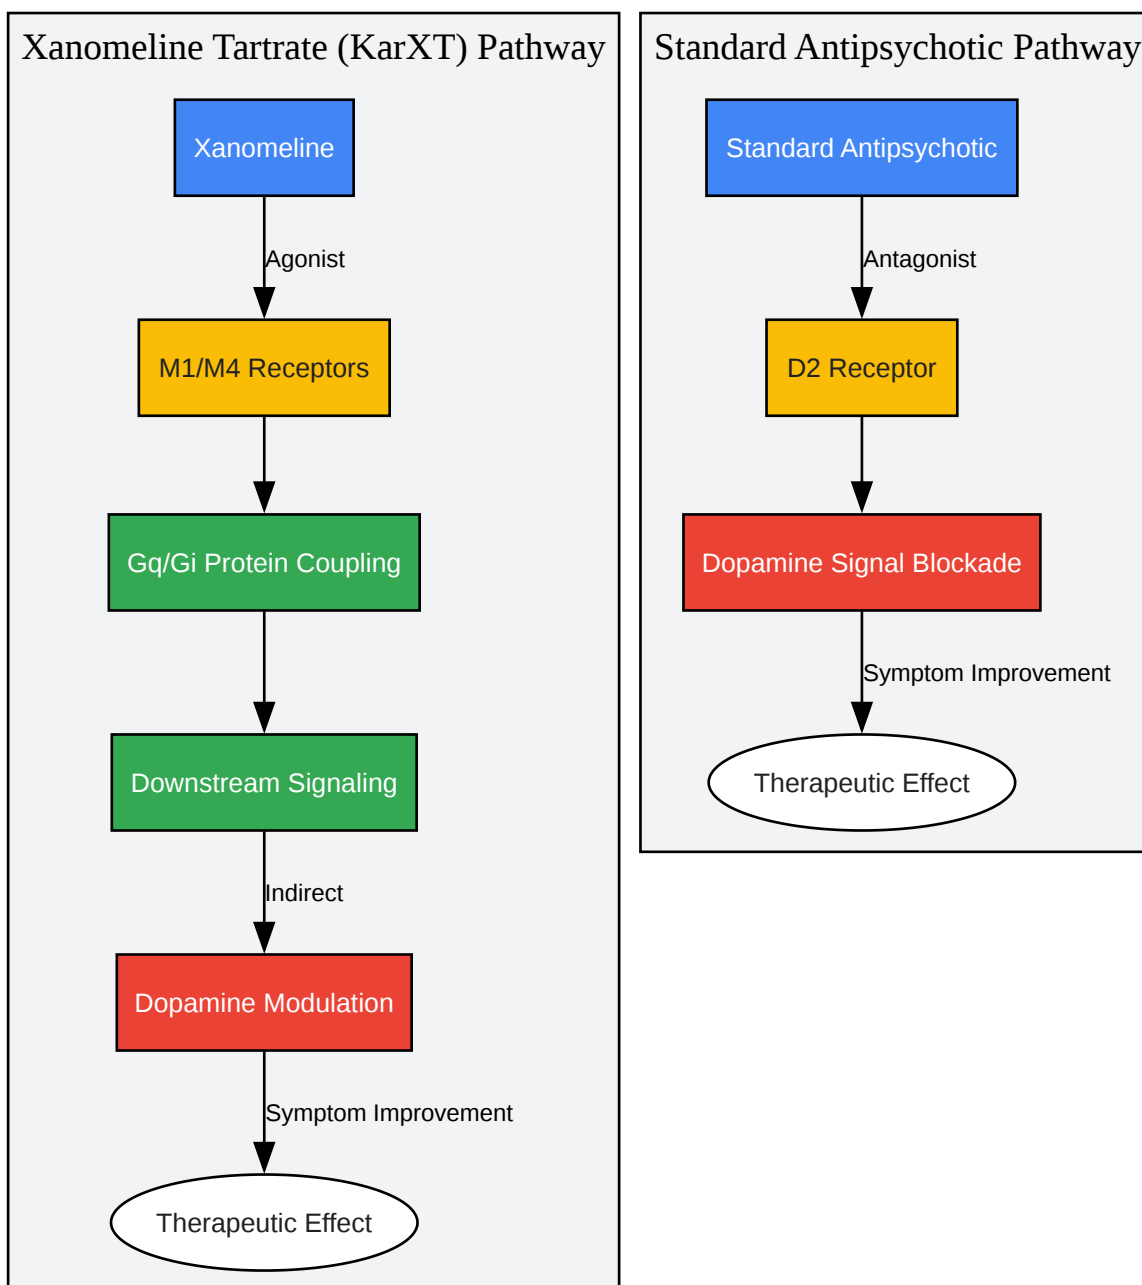 Xanomeline Tartrate (KarXT) Pathway
Xanomeline
Agonist
M1/M4 Receptors
Gq/Gi Protein Coupling
Downstream Signaling
Indirect
Dopamine Modulation
Symptom Improvement
Therapeutic Effect
Standard Antipsychotic Pathway
Standard Antipsychotic
Antagonist
D2 Receptor
Dopamine Signal Blockade
Symptom Improvement
Therapeutic Effect